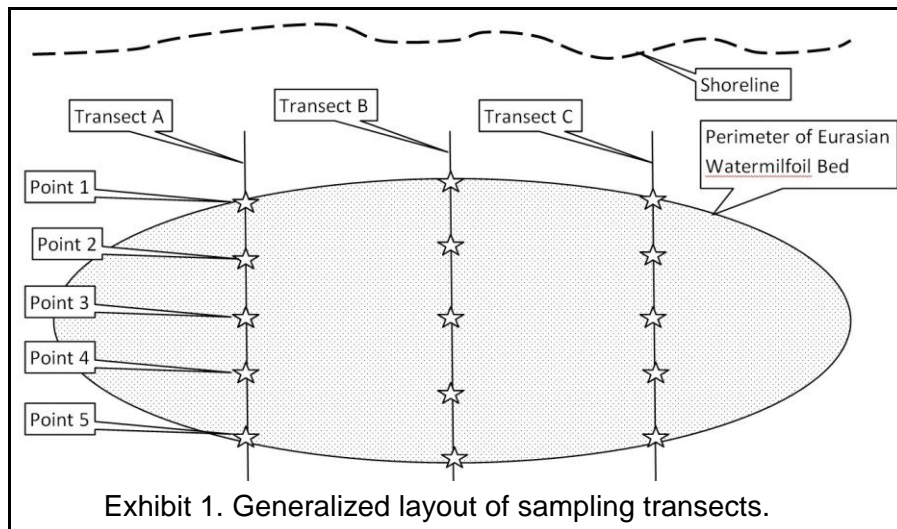 Shoreline
Transect A
Transect B
Transect C
Perimeter of Eurasian
Watermilfoil Bed
Point 1
Point 2
Point 3
Point 4
Point 5
Exhibit 1. Generalized layout of sampling transects.